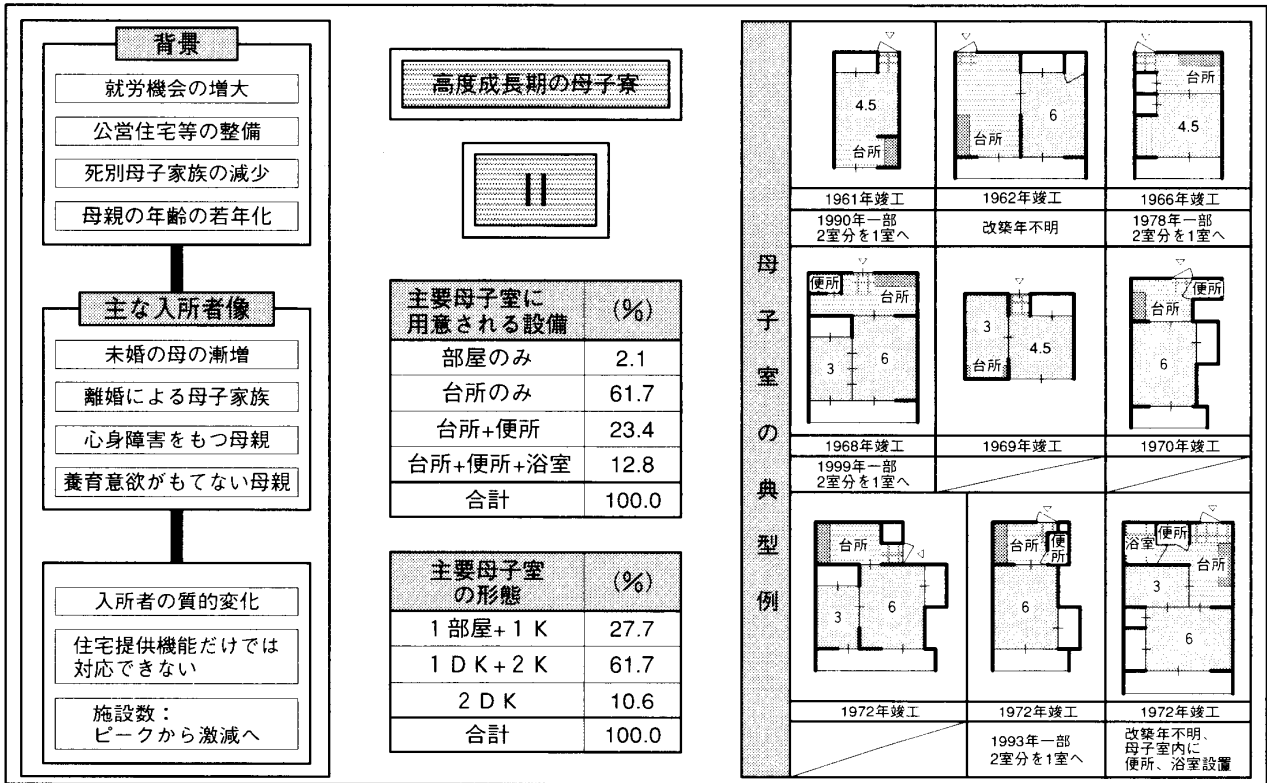 背景
就労機会の増大
公営住宅等の整備
死別母子家族の減少
母親の年齢の若年化
主な入所者像
未婚の母の漸増
離婚による母子家族
心身障害をもつ母親
養育意欲がもてない母親
入所者の質的変化
住宅提供機能だけでは
対応できない
施設数：
ピークから激減へ
高度成長期の母子寮
II
主要母子室に
用意される設備
(%)
部屋のみ 2.1
台所のみ 61.7
台所+便所 23.4
台所+便所+浴室 12.8
合計 100.0
主要母子室
の形態
(%)
1部屋+1K 27.7
1DK+2K 61.7
2DK 10.6
合計 100.0
母子室の典型例
4.5
台所
1961年竣工
1990年一部
2室分を1室へ
6
台所
1962年竣工
改築年不明
台所
4.5
1966年竣工
1978年一部
2室分を1室へ
便所
台所
3
6
1968年竣工
1999年一部
2室分を1室へ
3
4.5
台所
1969年竣工
便所
台所
6
1970年竣工
台所
3
6
1972年竣工
台所
便所
6
1972年竣工
1993年一部
2室分を1室へ
浴室
便所
台所
3
6
1972年竣工
改築年不明、
母子室内に
便所、浴室設置